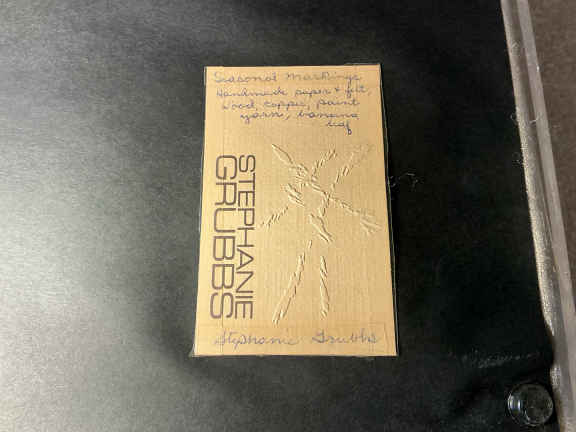 Seasonal Markings
Handmade paper & felt,
Wood, copper, paint
yarn, banana
leaf
STEPHANIE
GRUBBS
Stephanie Grubbs